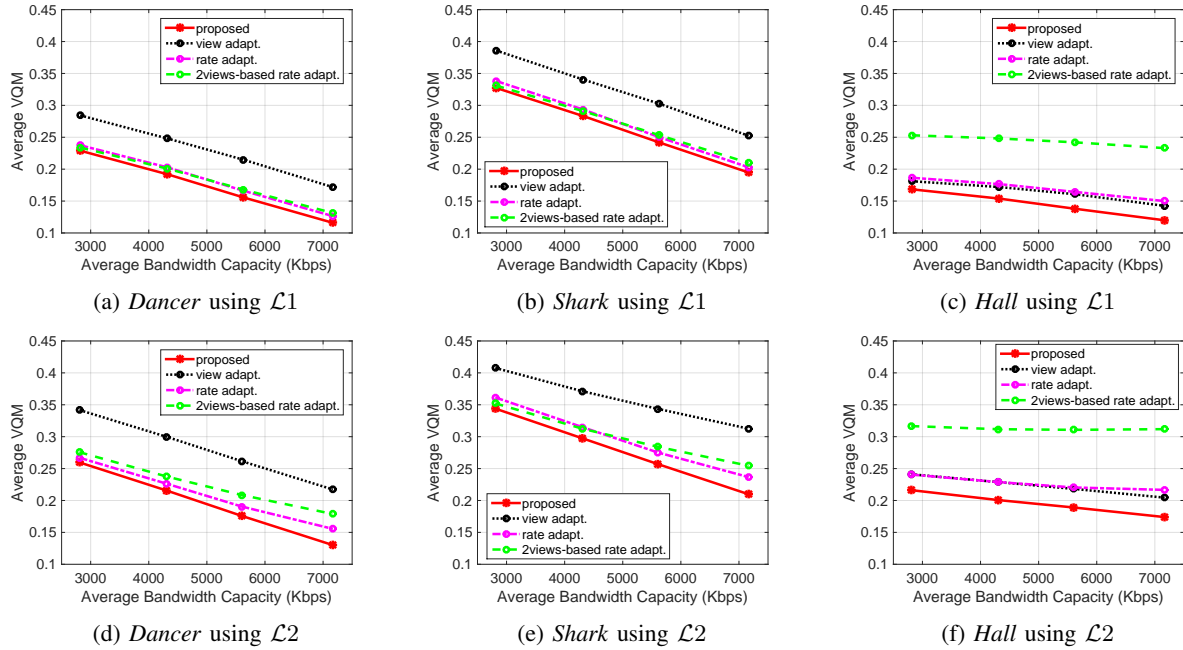 0.45
0.4
0.35
0.3
0.25
0.2
0.15
0.1
Average VQM
3000 4000 5000 6000 7000
Average Bandwidth Capacity (Kbps)
proposed
view adapt.
rate adapt.
2views-based rate adapt.
(a) Dancer using ℒ1
0.45
0.4
0.35
0.3
0.25
0.2
0.15
0.1
Average VQM
3000 4000 5000 6000 7000
Average Bandwidth Capacity (Kbps)
proposed
view adapt.
rate adapt.
2views-based rate adapt.
(b) Shark using ℒ1
0.45
0.4
0.35
0.3
0.25
0.2
0.15
0.1
Average VQM
3000 4000 5000 6000 7000
Average Bandwidth Capacity (Kbps)
proposed
view adapt.
rate adapt.
2views-based rate adapt.
(c) Hall using ℒ1
0.45
0.4
0.35
0.3
0.25
0.2
0.15
0.1
Average VQM
3000 4000 5000 6000 7000
Average Bandwidth Capacity (Kbps)
proposed
view adapt.
rate adapt.
2views-based rate adapt.
(d) Dancer using ℒ2
0.45
0.4
0.35
0.3
0.25
0.2
0.15
0.1
Average VQM
3000 4000 5000 6000 7000
Average Bandwidth Capacity (Kbps)
proposed
view adapt.
rate adapt.
2views-based rate adapt.
(e) Shark using ℒ2
0.45
0.4
0.35
0.3
0.25
0.2
0.15
0.1
Average VQM
3000 4000 5000 6000 7000
Average Bandwidth Capacity (Kbps)
proposed
view adapt.
rate adapt.
2views-based rate adapt.
(f) Hall using ℒ2